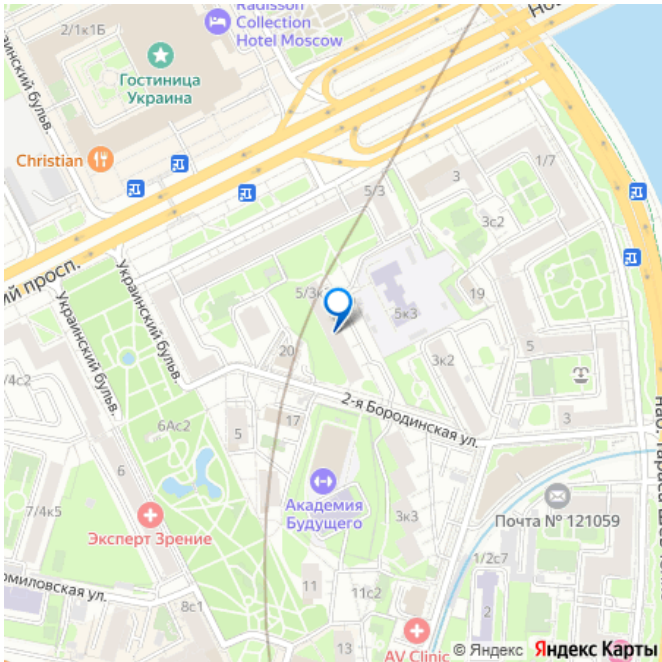 Radisson
Collection
Hotel Moscow
2/1к1Б
Гостиница
Украина
Christian
1/7
3
5/3
3с2
Украинский бульв.
5/3к
5к3
19
Украинский бульв.
20
3к2
5
/4с2
2-я Бородинская ул.
3
6Ас2
5
17
6
Академия
Будущего
7/4к5
Эксперт Зрение
3к3
Почта № 121059
1/2с7
11
11с2
8с1
2
13
AV Clinic
© Яндекс Яндекс Карты